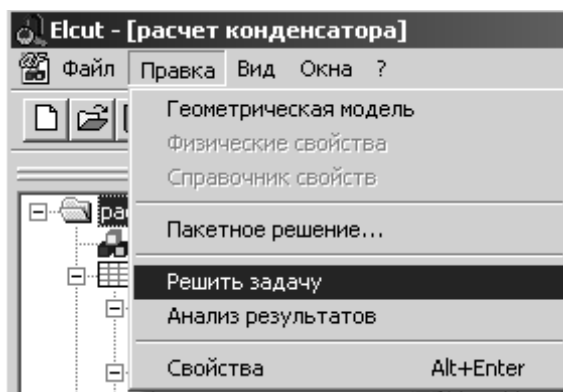 Elcut - [расчет конденсатора]
Файл Правка Вид Окна ?
Геометрическая модель
Физические свойства
Справочник свойств
Пакетное решение...
Решить задачу
Анализ результатов
Свойства Alt+Enter